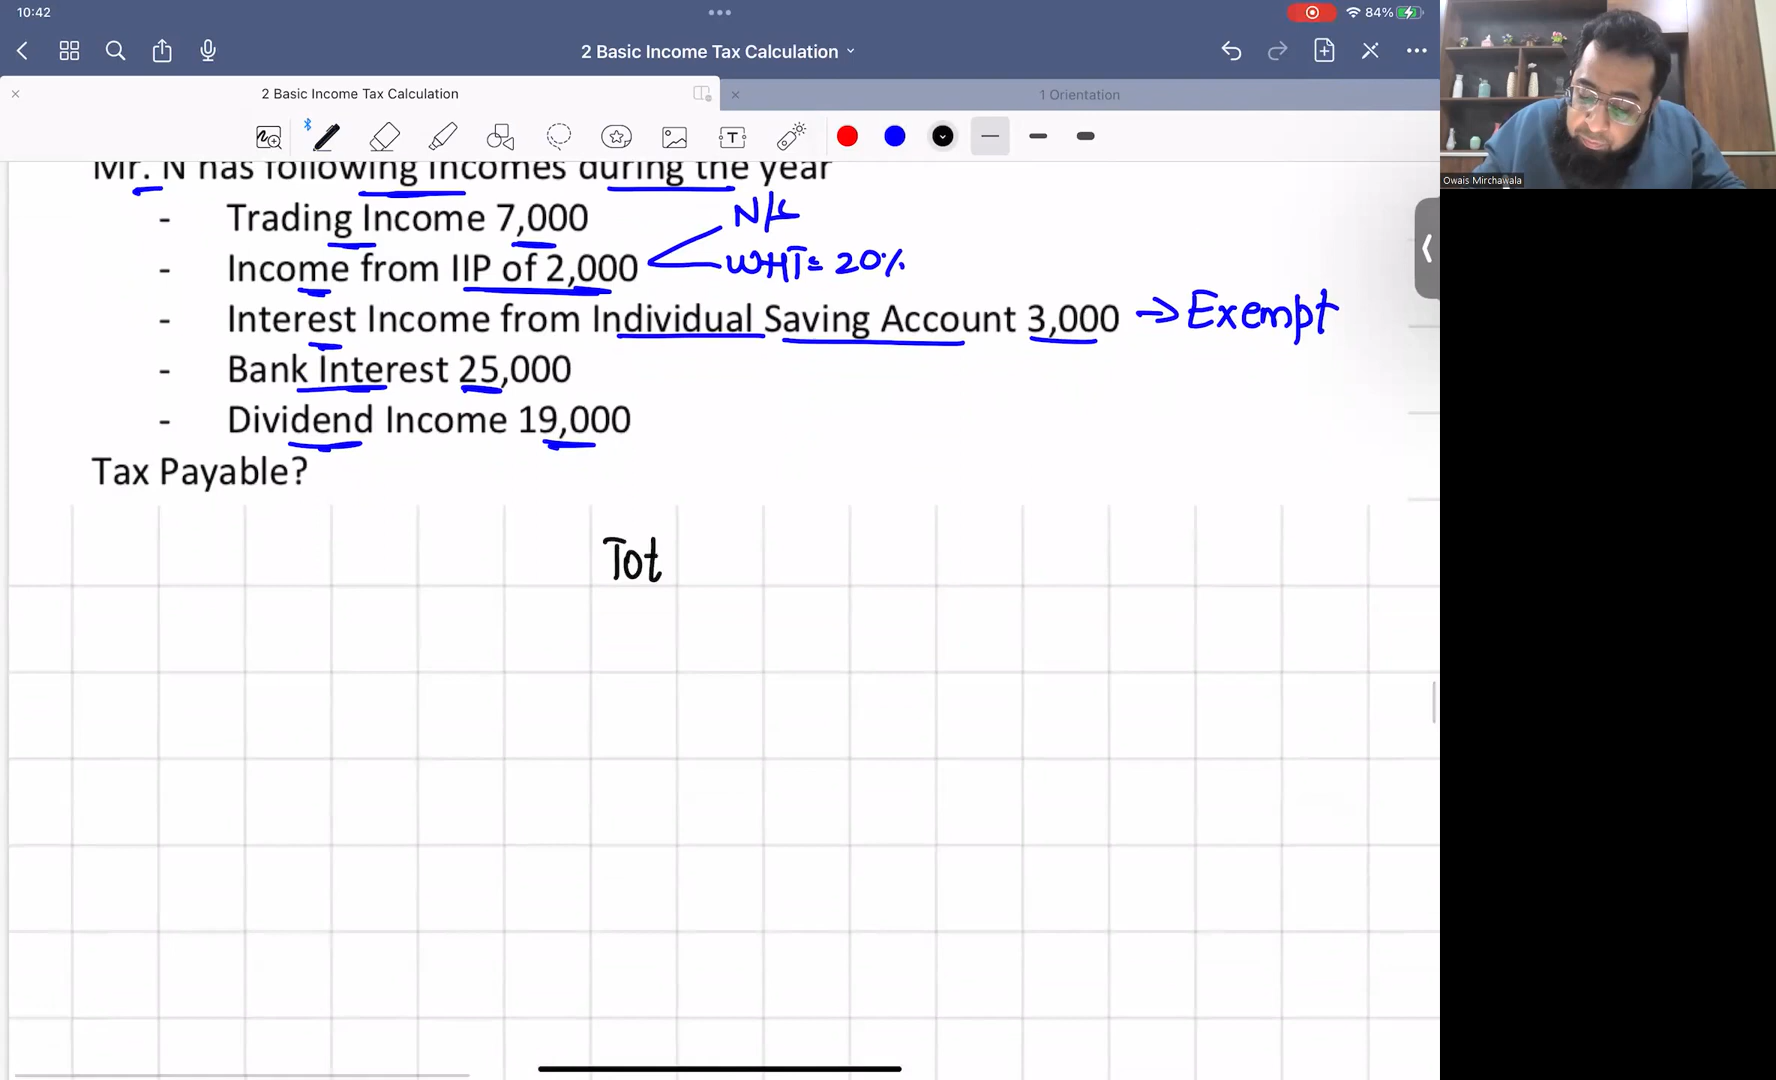 10:42
84%
2 Basic Income Tax Calculation
2 Basic Income Tax Calculation
1 Orientation
T
Owais Mirchawala
Mr. N has following incomes during the year
- Trading Income 7,000
N/L
- Income from IIP of 2,000
WHT = 20%
- Interest Income from Individual Saving Account 3,000 → Exempt
- Bank Interest 25,000
- Dividend Income 19,000
Tax Payable?
Tot